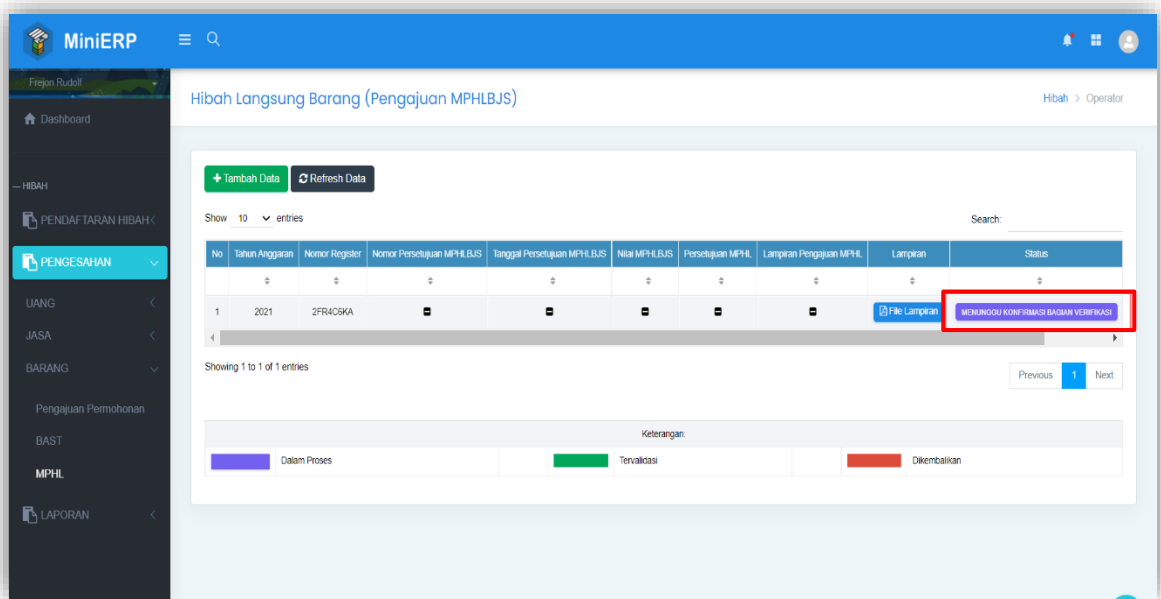 MiniERP
Frejon Rudolf
Hibah Langsung Barang (Pengajuan MPHLBJS)
Hibah > Operator
Dashboard
— HIBAH
PENDAFTARAN HIBAH
PENGESAHAN
UANG
JASA
BARANG
Pengajuan Permohonan
BAST
MPHL
LAPORAN
+ Tambah Data Refresh Data
Show 10 entries
Search:
No Tahun Anggaran Nomor Register Nomor Persetujuan MPHLBJS Tanggal Persetujuan MPHLBJS Nilai MPHLBJS Persetujuan MPHL Lampiran Pengajuan MPHL Lampiran Status
1 2021 2FR4C6KA File Lampiran MENUNGGU KONFIRMASI BAGIAN VERIFIKASI
Showing 1 to 1 of 1 entries
Previous 1 Next
Keterangan:
Dalam Proses Tervalidasi Dikembalikan